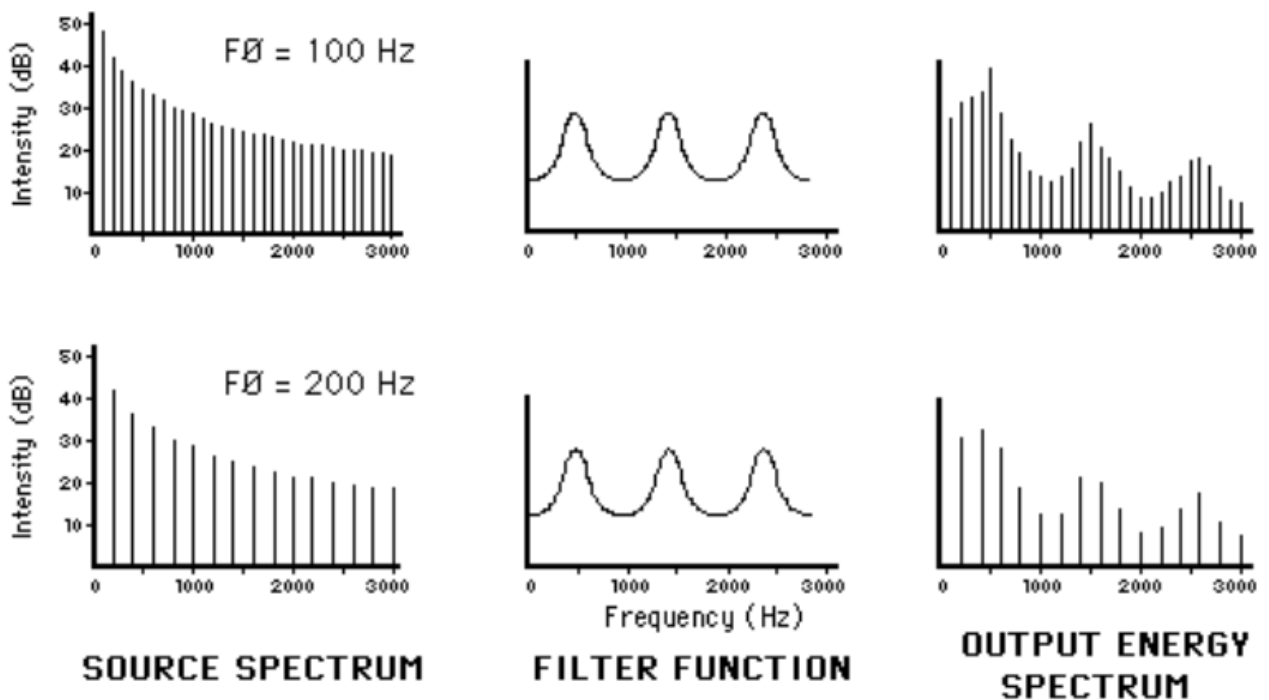 FØ = 100 Hz
Intensity (dB)
50
40
30
20
10
0 1000 2000 3000
0 1000 2000 3000
0 1000 2000 3000
FØ = 200 Hz
Intensity (dB)
50
40
30
20
10
0 1000 2000 3000
0 1000 2000 3000
0 1000 2000 3000
Frequency (Hz)
SOURCE SPECTRUM
FILTER FUNCTION
OUTPUT ENERGY
SPECTRUM